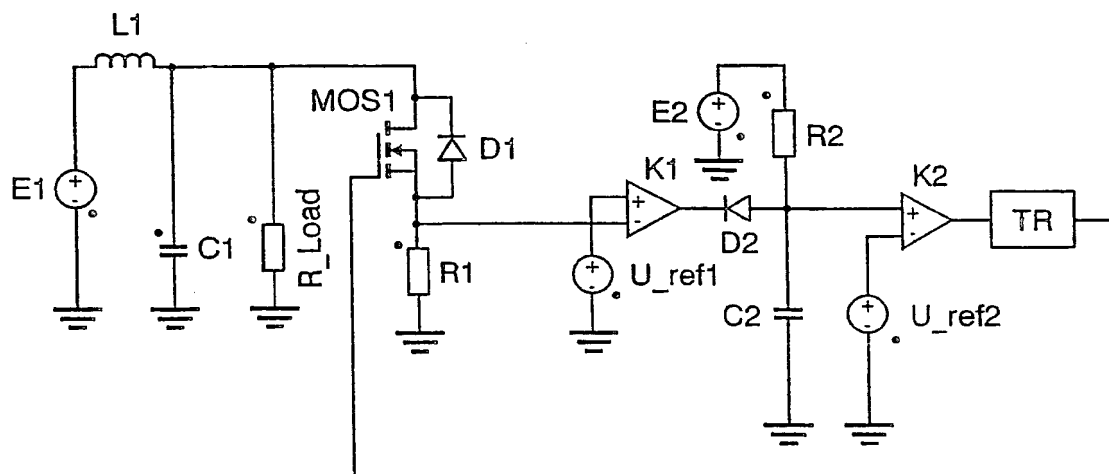 L1
MOS1
E1
C1
R_Load
D1
R1
K1
U_ref1
E2
R2
D2
C2
K2
U_ref2
TR
+
-
+
-
+
-
+
-
+
-
+
-
+
-